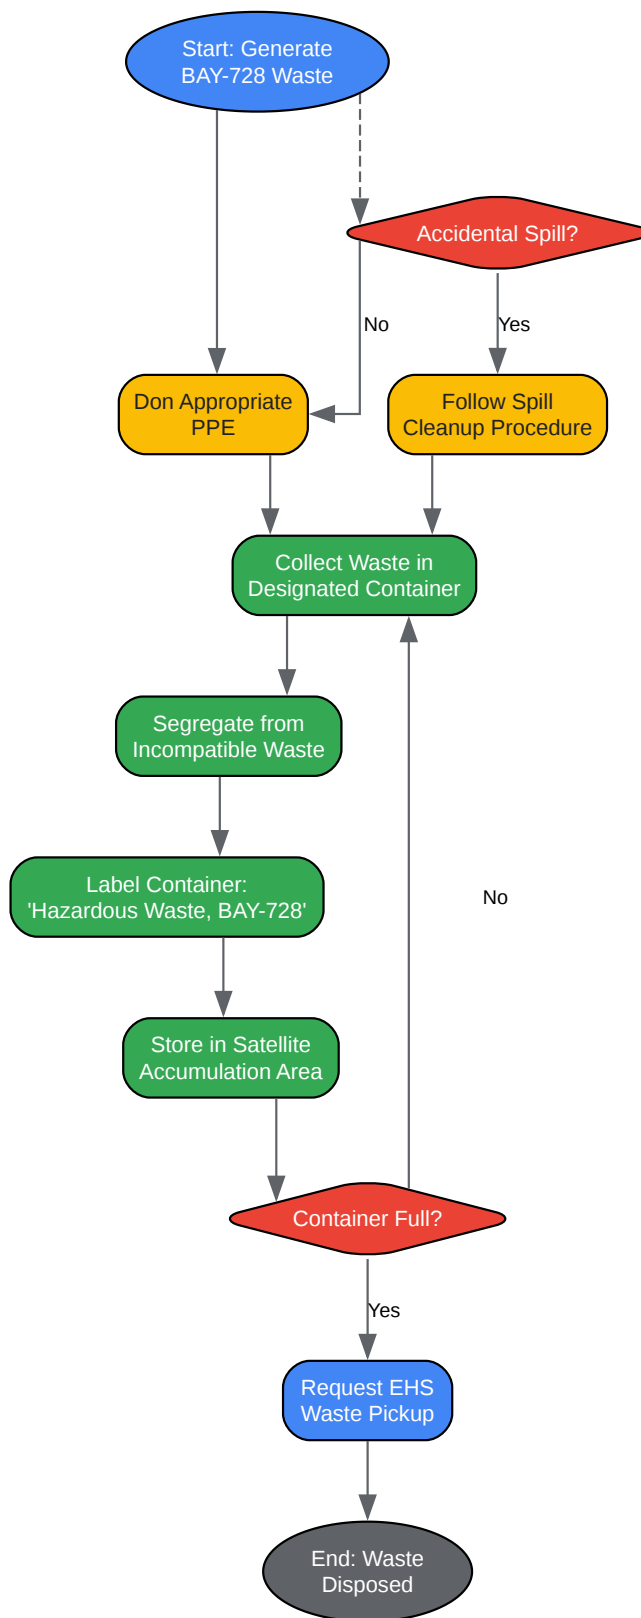 Start: Generate
BAY-728 Waste
Accidental Spill?
No
Yes
Don Appropriate
PPE
Follow Spill
Cleanup Procedure
Collect Waste in
Designated Container
Segregate from
Incompatible Waste
Label Container:
'Hazardous Waste, BAY-728'
No
Store in Satellite
Accumulation Area
Container Full?
Yes
Request EHS
Waste Pickup
End: Waste
Disposed